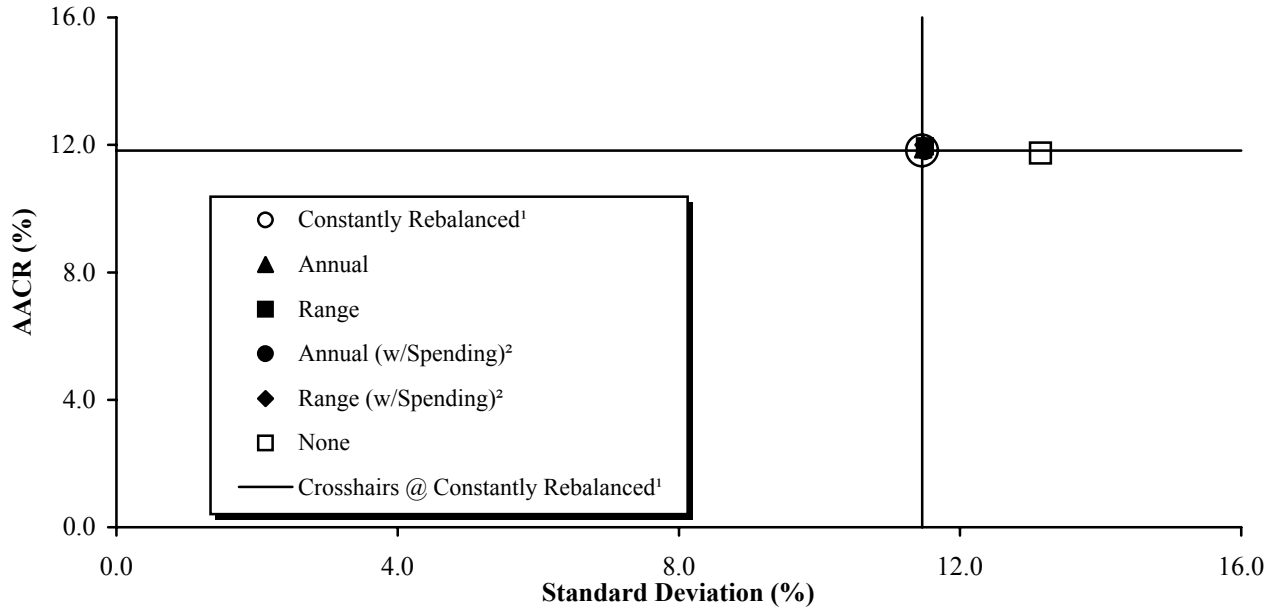 16.0
12.0
8.0
4.0
0.0
AACR (%)
Constantly Rebalanced¹
Annual
Range
Annual (w/Spending)²
Range (w/Spending)²
None
Crosshairs @ Constantly Rebalanced¹
0.0 4.0 8.0 12.0 16.0
Standard Deviation (%)